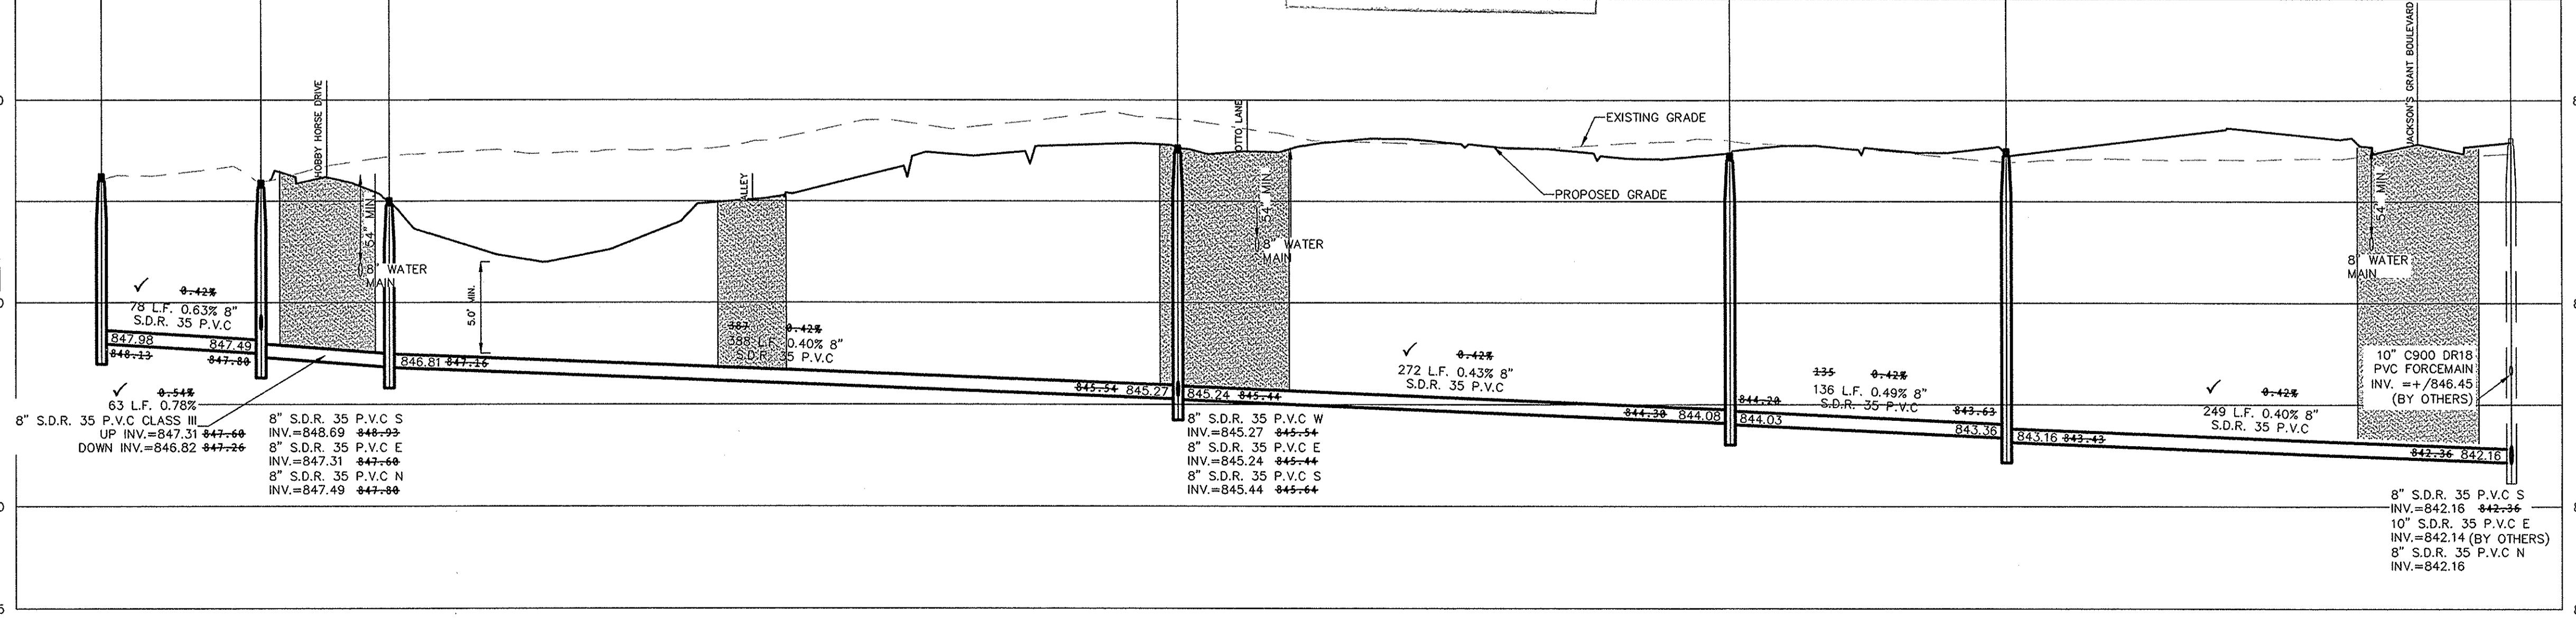 HOBBY HORSE DRIVE
54" MIN.
8" WATER
MAIN
0.42%
78 L.F. 0.63% 8"
S.D.R. 35 P.V.C
847.98
847.49
848.13
847.80
0.54%
63 L.F. 0.78%
8" S.D.R. 35 P.V.C CLASS III
UP INV.=847.31 847.60
DOWN INV.=846.82 847.26
8" S.D.R. 35 P.V.C S
INV.=848.69 848.93
8" S.D.R. 35 P.V.C E
INV.=847.31 847.60
8" S.D.R. 35 P.V.C N
INV.=847.49 847.80
846.81 847.16
5.0' MIN.
ALLEY
387 0.42%
388 L.F. 0.40% 8"
S.D.R. 35 P.V.C
845.54 845.27
OTTO LANE
54" MIN.
8" WATER
MAIN
845.24 845.44
8" S.D.R. 35 P.V.C W
INV.=845.27 845.54
8" S.D.R. 35 P.V.C E
INV.=845.24 845.44
8" S.D.R. 35 P.V.C S
INV.=845.44 845.64
EXISTING GRADE
PROPOSED GRADE
0.42%
272 L.F. 0.43% 8"
S.D.R. 35 P.V.C
844.30 844.08
844.20
844.03
135 0.42%
136 L.F. 0.49% 8"
S.D.R. 35 P.V.C
843.63
843.36
843.16 843.43
0.42%
249 L.F. 0.40% 8"
S.D.R. 35 P.V.C
JACKSON'S GRANT BOULEVARD
54" MIN.
8" WATER
MAIN
10" C900 DR18
PVC FORCEMAIN
INV. =+/846.45
(BY OTHERS)
842.36 842.16
8" S.D.R. 35 P.V.C S
INV.=842.16 842.36
10" S.D.R. 35 P.V.C E
INV.=842.14 (BY OTHERS)
8" S.D.R. 35 P.V.C N
INV.=842.16